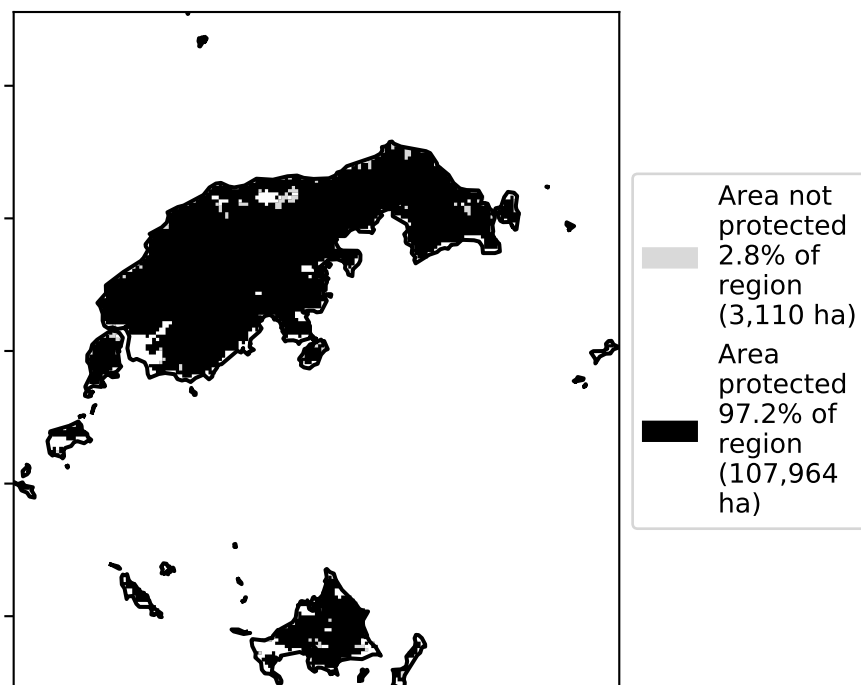 Area not
protected
2.8% of
region
(3,110 ha)
Area
protected
97.2% of
region
(107,964
ha)